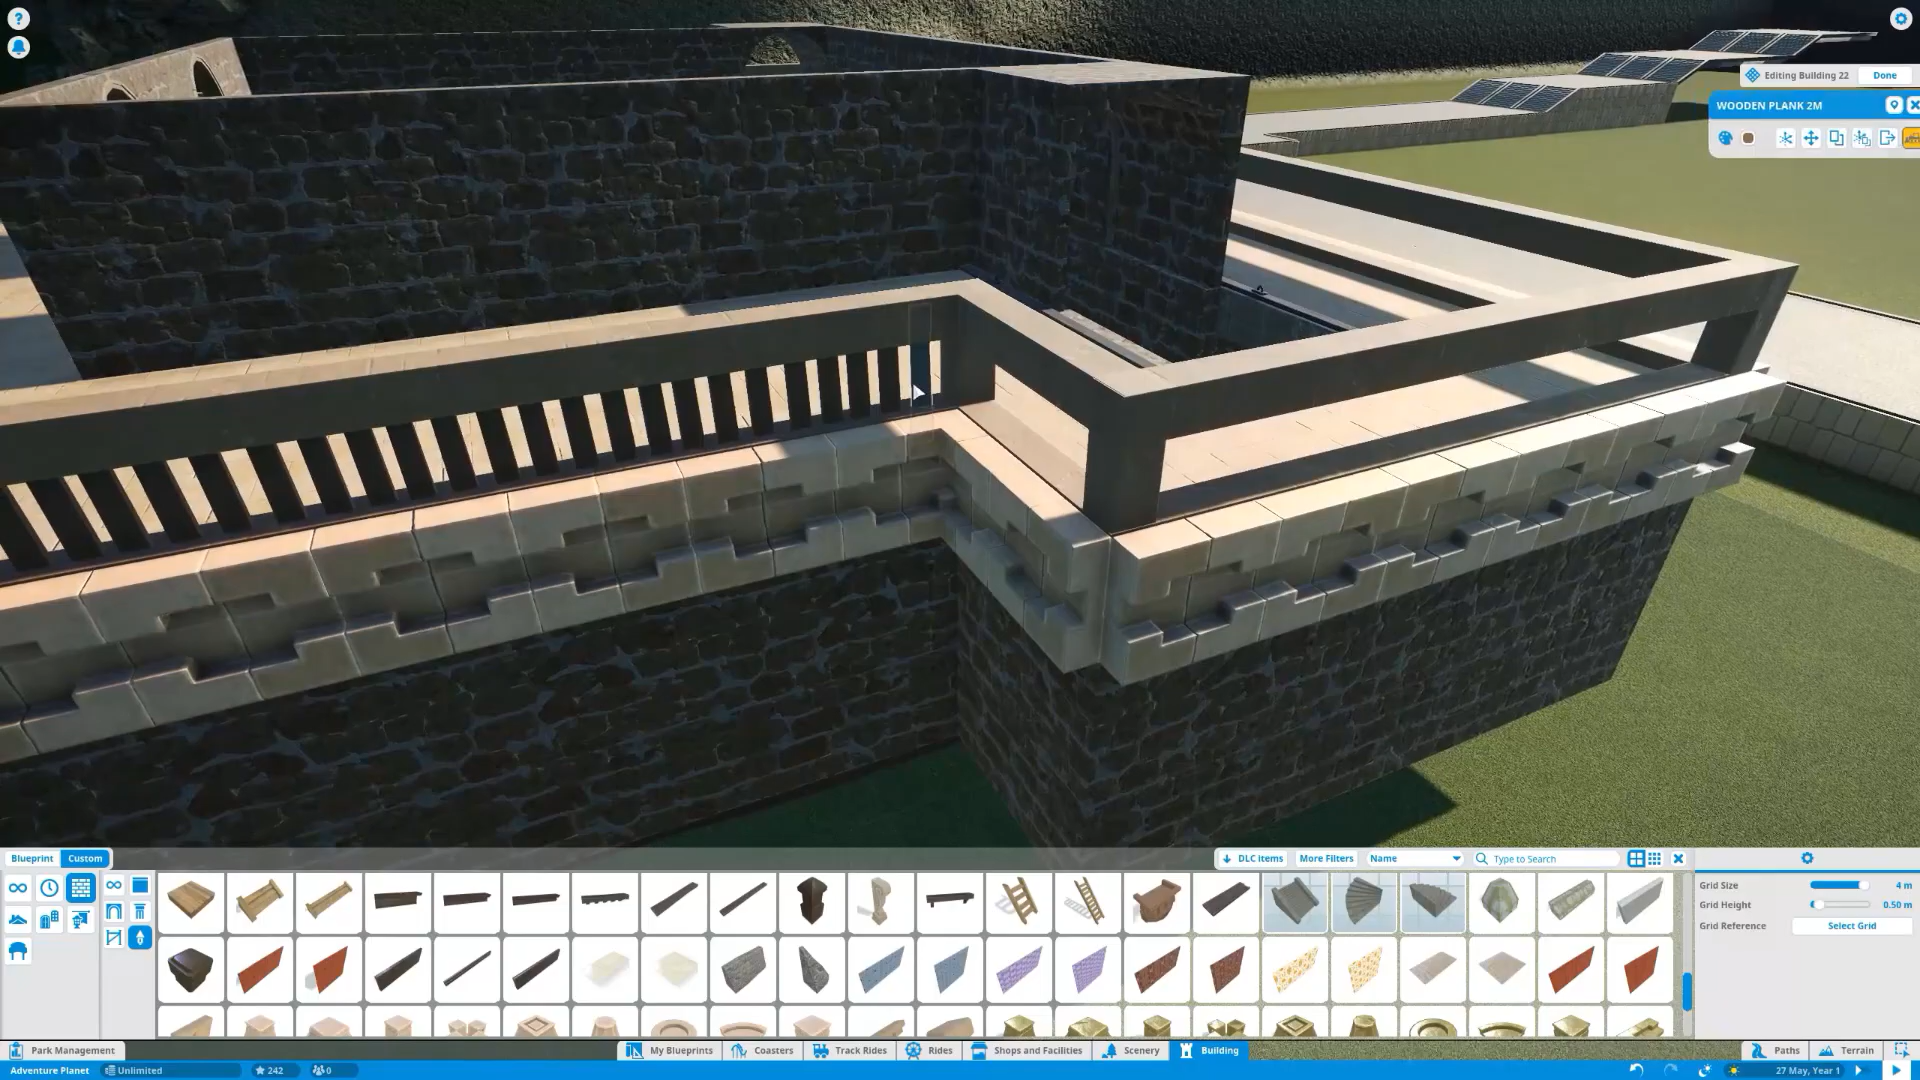 ?
Editing Building 22 Done
WOODEN PLANK 2M
Blueprint Custom
DLC Items More Filters Name Type to Search
Grid Size 4 m
Grid Height 0.50 m
Grid Reference Select Grid
Park Management My Blueprints Coasters Track Rides Rides Shops and Facilities Scenery Building Paths Terrain
Adventure Planet Unlimited 242 0 27 May, Year 1